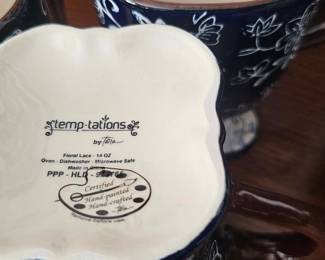 temp-tations
by Tara
Floral Lace - 14 OZ
Oven - Dishwasher - Microwave Safe
Made in
PPP - HLD -
Certified
Hand-painted
Hand-crafted
Tara